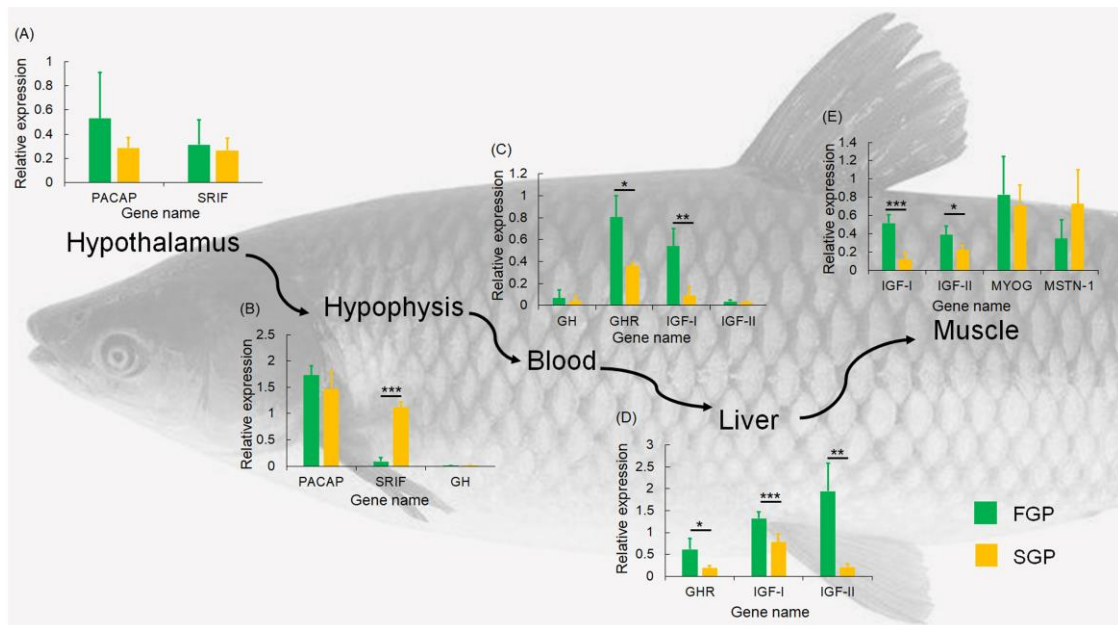 (A)
Relative expression
1
0.8
0.6
0.4
0.2
0
PACAP SRIF
Gene name
Hypothalamus
(B)
Relative expression
2.5
2
1.5
1
0.5
0
***
PACAP SRIF GH
Gene name
Hypophysis
(C)
Relative expression
1.2
1
0.8
0.6
0.4
0.2
0
* **
GH GHR IGF-I IGF-II
Gene name
Blood
(D)
Relative expression
3
2.5
2
1.5
1
0.5
0
* *** **
GHR IGF-I IGF-II
Gene name
Liver
(E)
Relative expression
1.4
1.2
1
0.8
0.6
0.4
0.2
0
*** *
IGF-I IGF-II MYOG MSTN-1
Gene name
Muscle
FGP
SGP